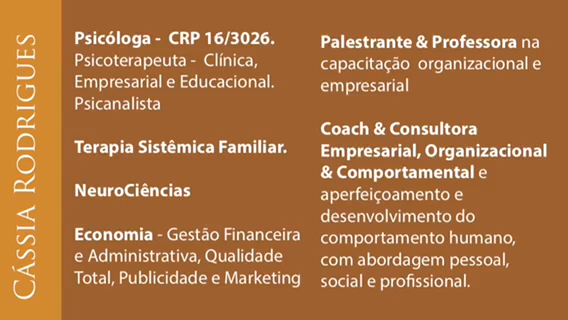 CÁSSIA RODRIGUES
Psicóloga - CRP 16/3026.
Psicoterapeuta - Clínica,
Empresarial e Educacional.
Psicanalista
Terapia Sistêmica Familiar.
NeuroCiências
Economia - Gestão Financeira
e Administrativa, Qualidade
Total, Publicidade e Marketing
Palestrante & Professora na
capacitação organizacional e
empresarial
Coach & Consultora
Empresarial, Organizacional
& Comportamental e
aperfeiçoamento e
desenvolvimento do
comportamento humano,
com abordagem pessoal,
social e profissional.